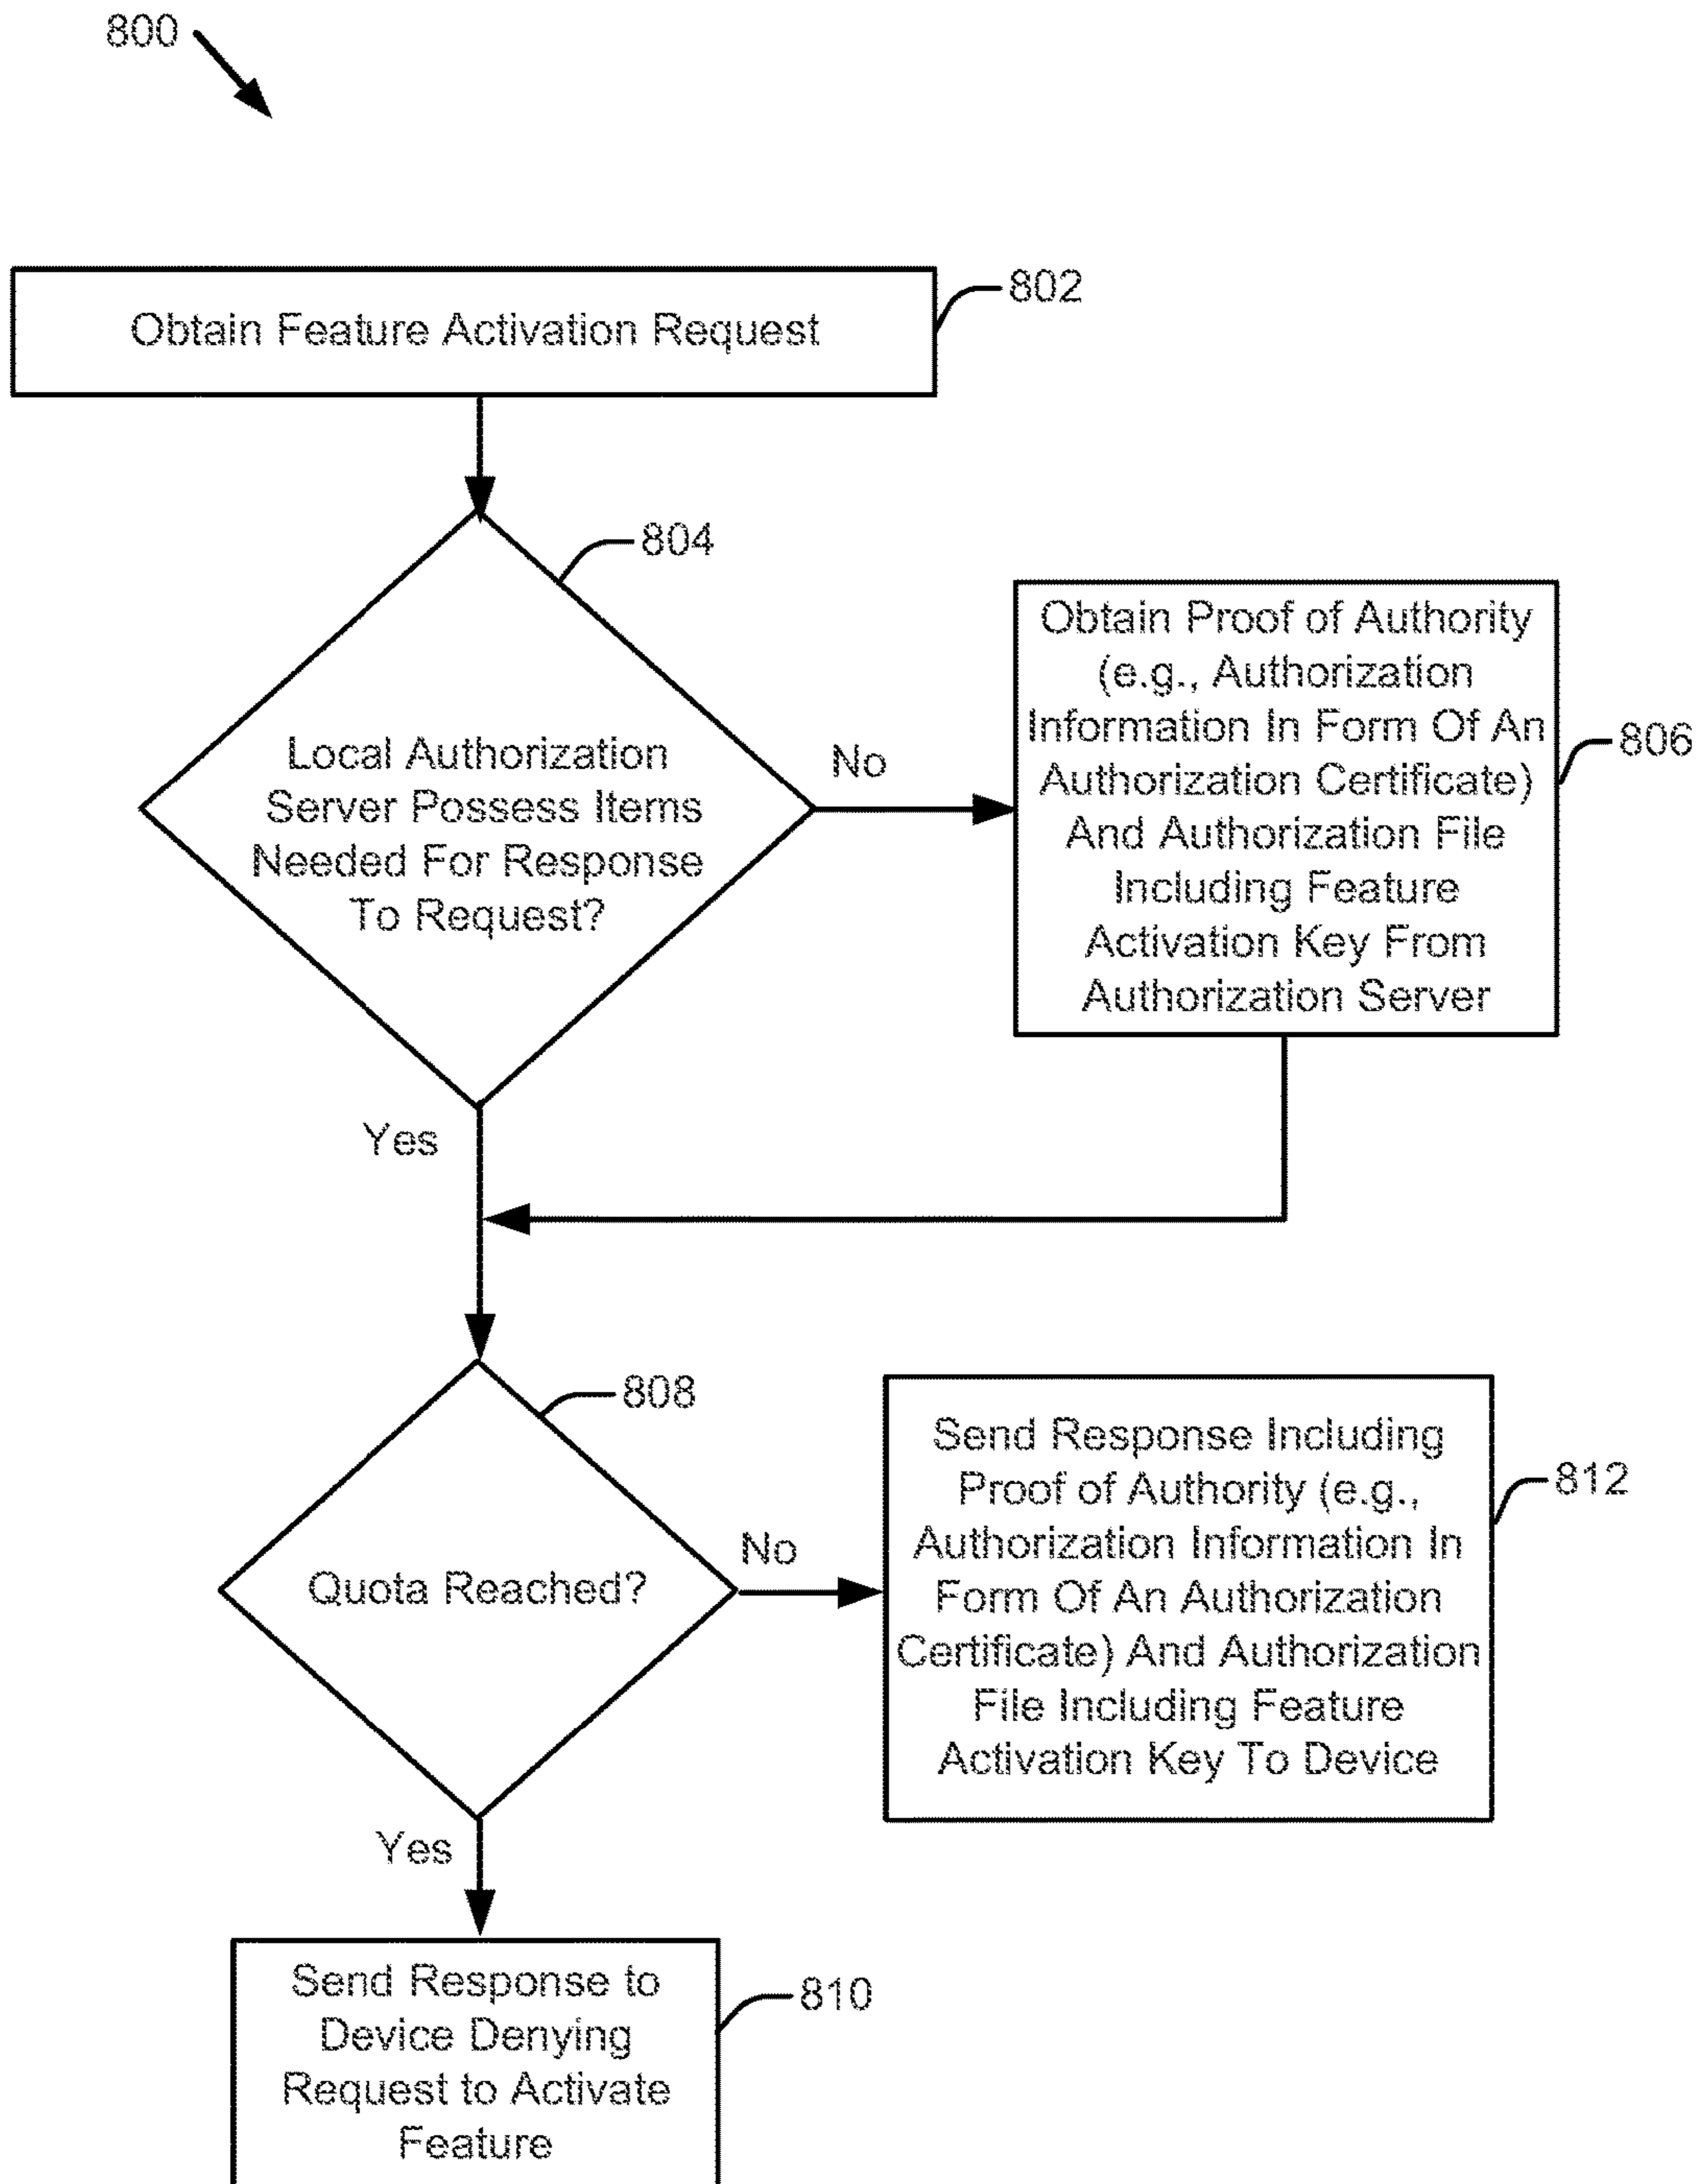 800
802
Obtain Feature Activation Request
804
Local Authorization
Server Possess Items
Needed For Response
To Request?
No
Obtain Proof of Authority
(e.g., Authorization
Information In Form Of An
Authorization Certificate)
And Authorization File
Including Feature
Activation Key From
Authorization Server
806
Yes
808
Quota Reached?
No
Send Response Including
Proof of Authority (e.g.,
Authorization Information In
Form Of An Authorization
Certificate) And Authorization
File Including Feature
Activation Key To Device
812
Yes
Send Response to
Device Denying
Request to Activate
Feature
810